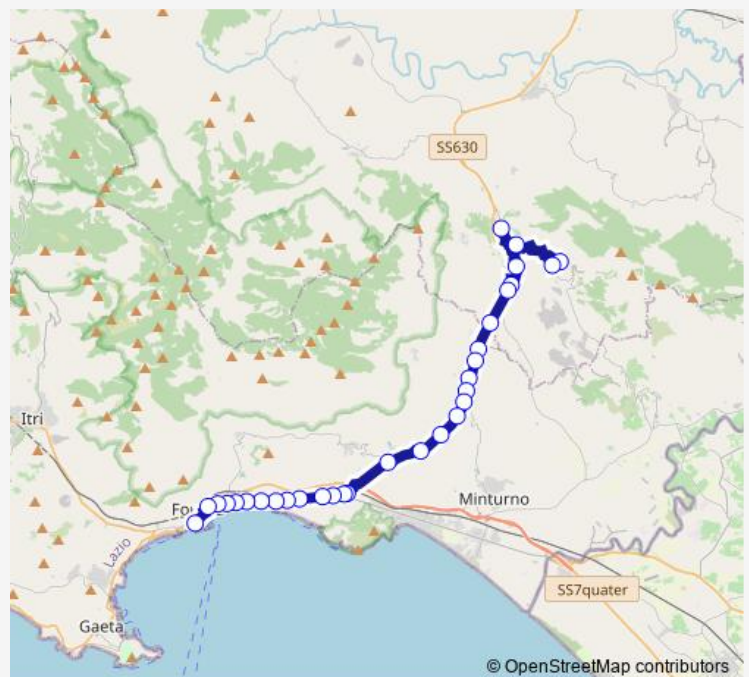 SS630
Itri
Fo
Minturno
Lazio
SS7quater
Gaeta
© OpenStreetMap contributors